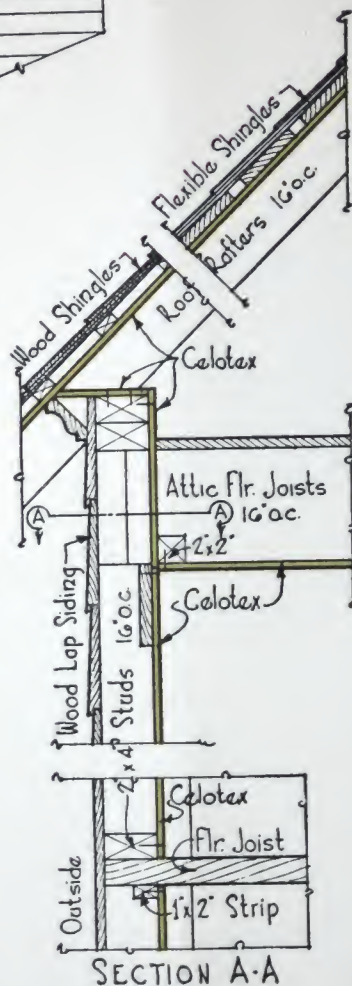 Flexible Shingles
Roof Rafters 16" o.c.
Wood Shingles
Celotex
Attic Flr. Joists
16" o.c.
A
A
2"x2"
Wood Lap Siding
16" o.c.
Celotex
2"x4" Studs
Celotex
Flr. Joist
Outside
1"x2" Strip
SECTION A-A